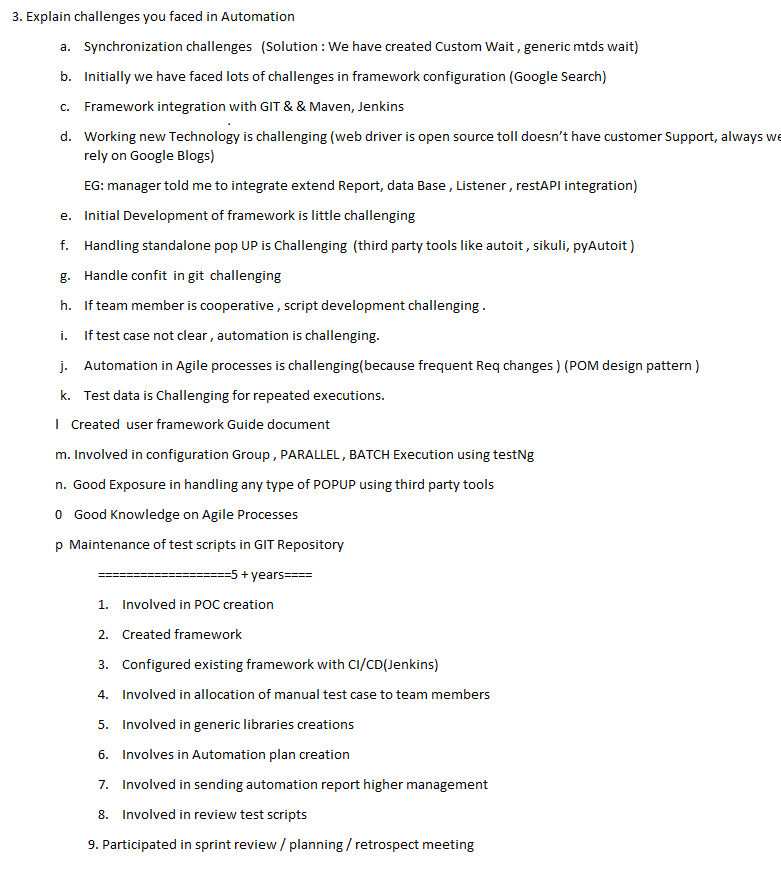 3. Explain challenges you faced in Automation
a. Synchronization challenges (Solution : We have created Custom Wait , generic mtds wait)
b. Initially we have faced lots of challenges in framework configuration (Google Search)
c. Framework integration with GIT & & Maven, Jenkins
d. Working new Technology is challenging (web driver is open source toll doesn't have customer Support, always we
rely on Google Blogs)
EG: manager told me to integrate extend Report, data Base , Listener , restAPI integration)
e. Initial Development of framework is little challenging
f. Handling standalone pop UP is Challenging (third party tools like autoit , sikuli, pyAutoit )
g. Handle confit in git challenging
h. If team member is cooperative , script development challenging .
i. If test case not clear , automation is challenging.
j. Automation in Agile processes is challenging(because frequent Req changes ) (POM design pattern )
k. Test data is Challenging for repeated executions.
l Created user framework Guide document
m. Involved in configuration Group , PARALLEL , BATCH Execution using testNg
n. Good Exposure in handling any type of POPUP using third party tools
0 Good Knowledge on Agile Processes
p Maintenance of test scripts in GIT Repository
===================5 + years====
1. Involved in POC creation
2. Created framework
3. Configured existing framework with CI/CD(Jenkins)
4. Involved in allocation of manual test case to team members
5. Involved in generic libraries creations
6. Involves in Automation plan creation
7. Involved in sending automation report higher management
8. Involved in review test scripts
9. Participated in sprint review / planning / retrospect meeting